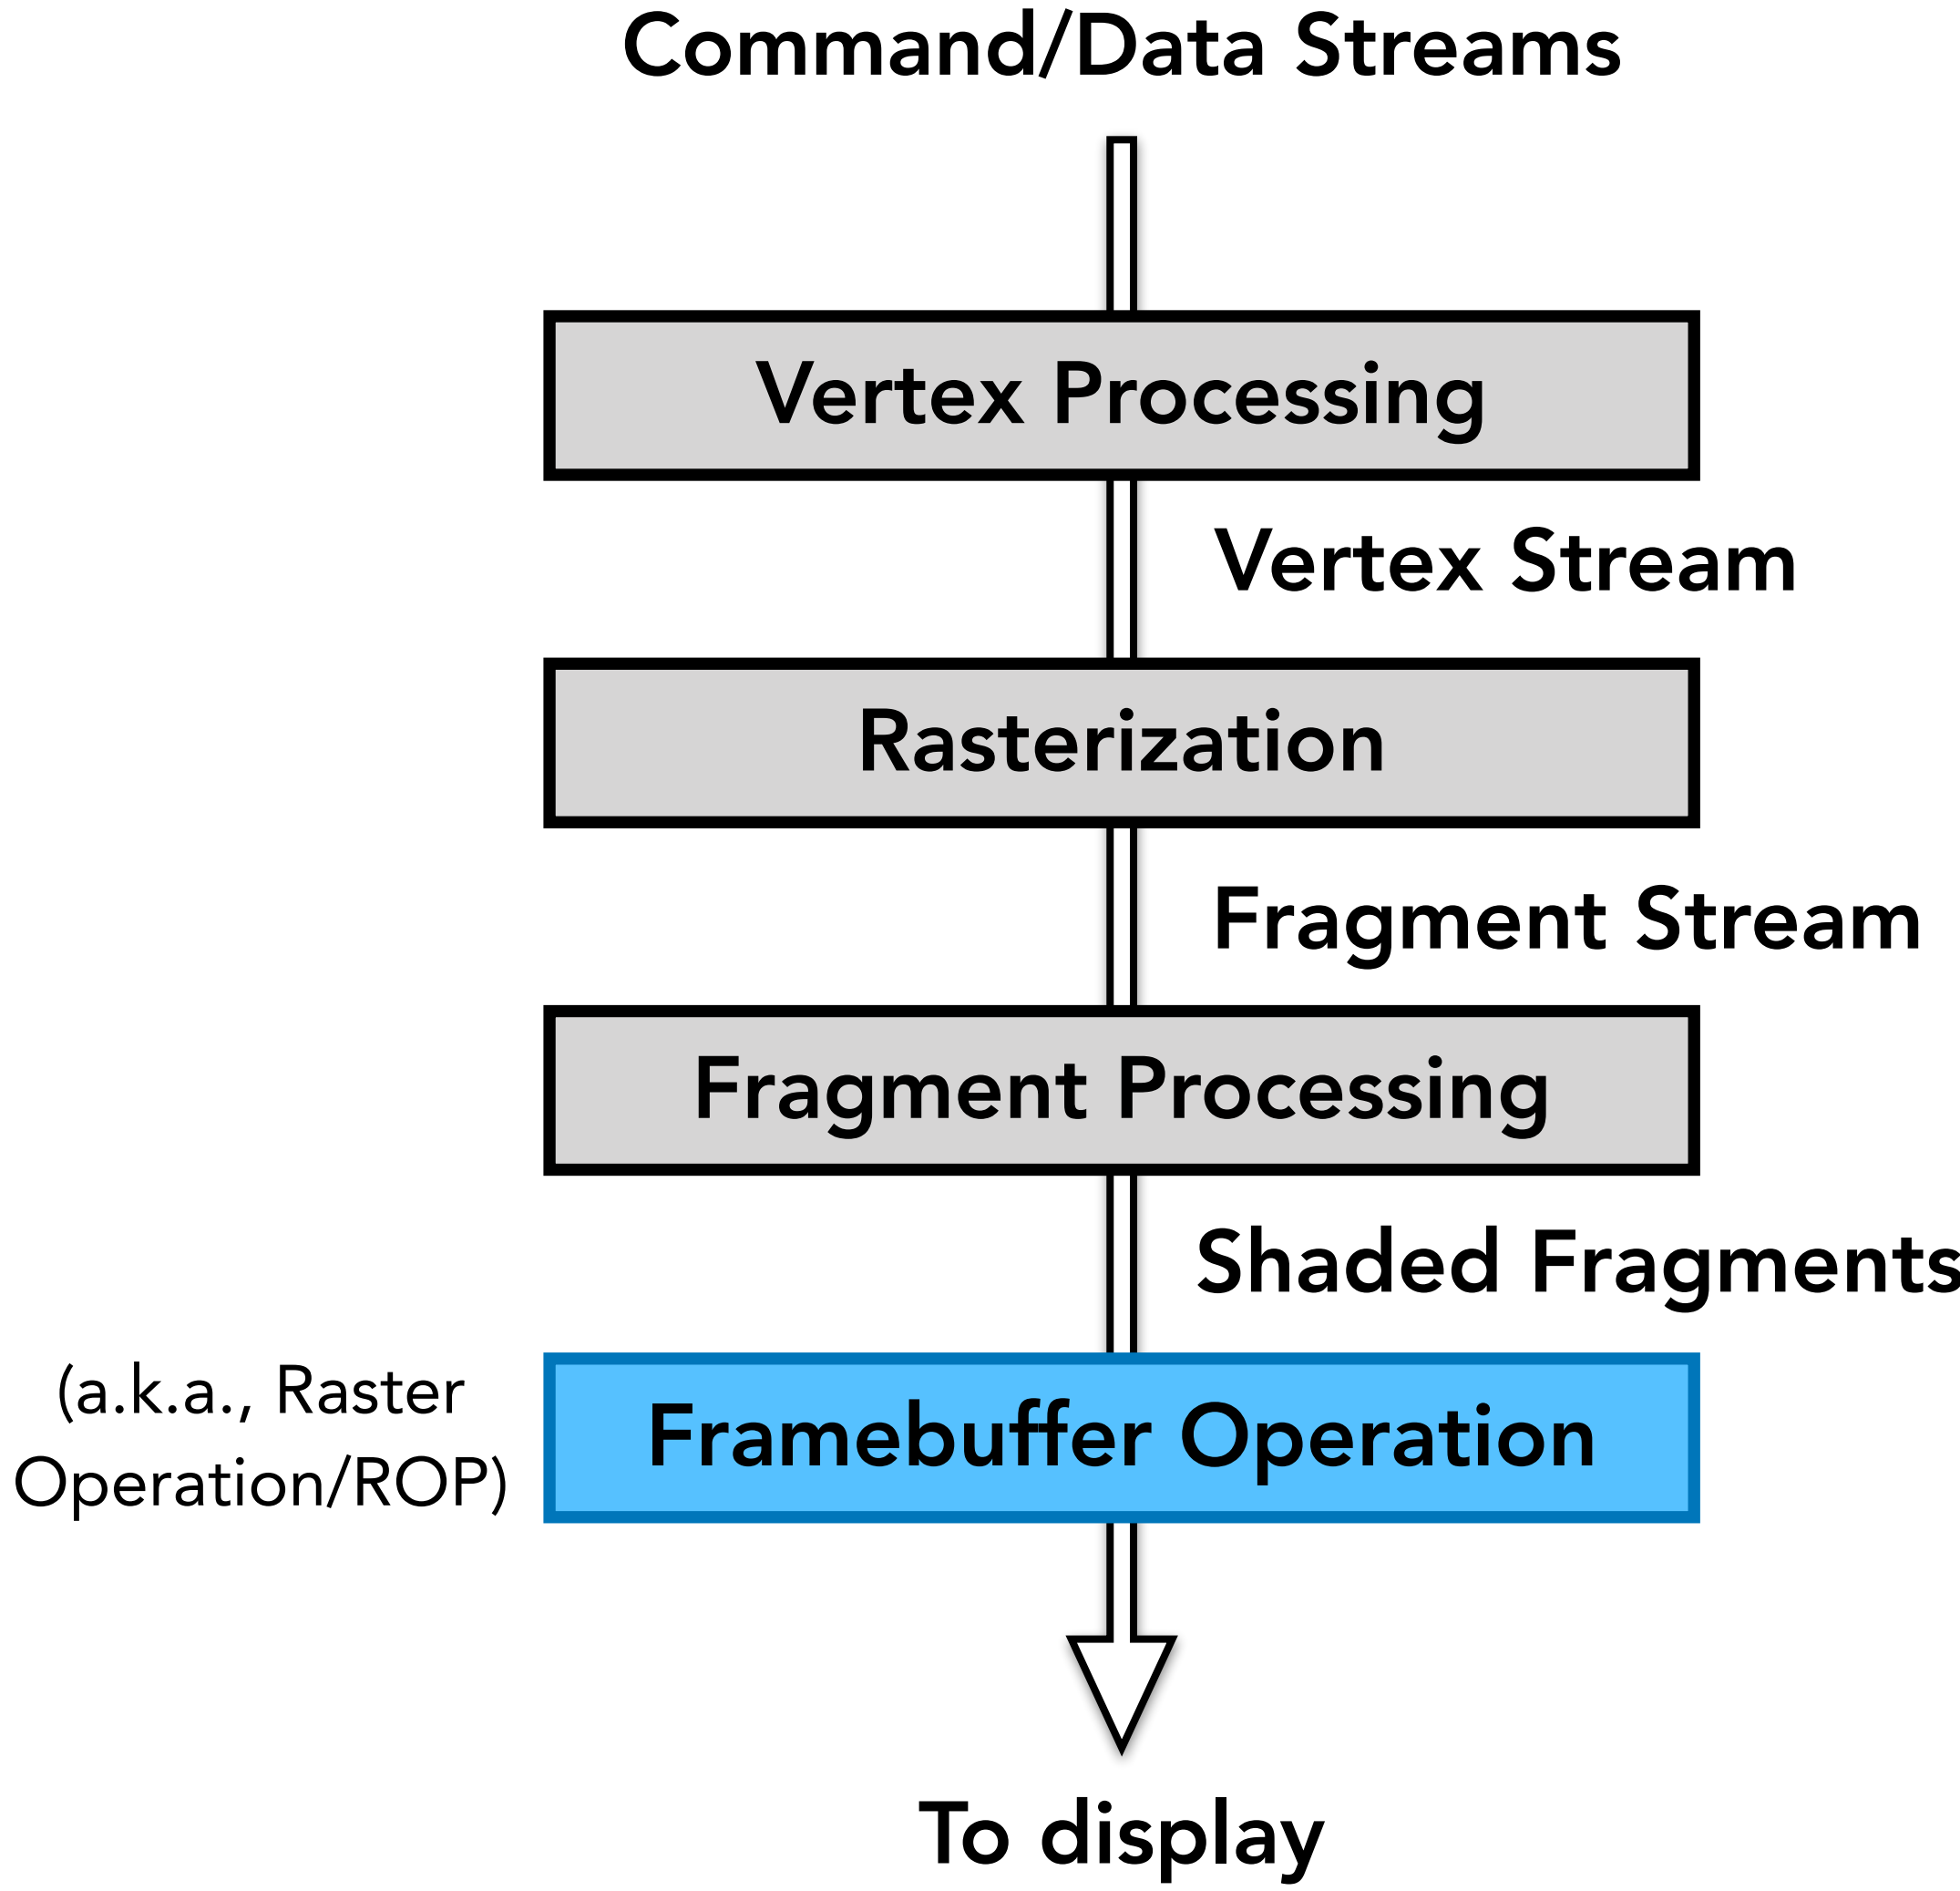 Command/Data Streams
Vertex Processing
Vertex Stream
Rasterization
Fragment Stream
Fragment Processing
Shaded Fragments
(a.k.a., Raster
Operation/ROP)
Framebuffer Operation
To display